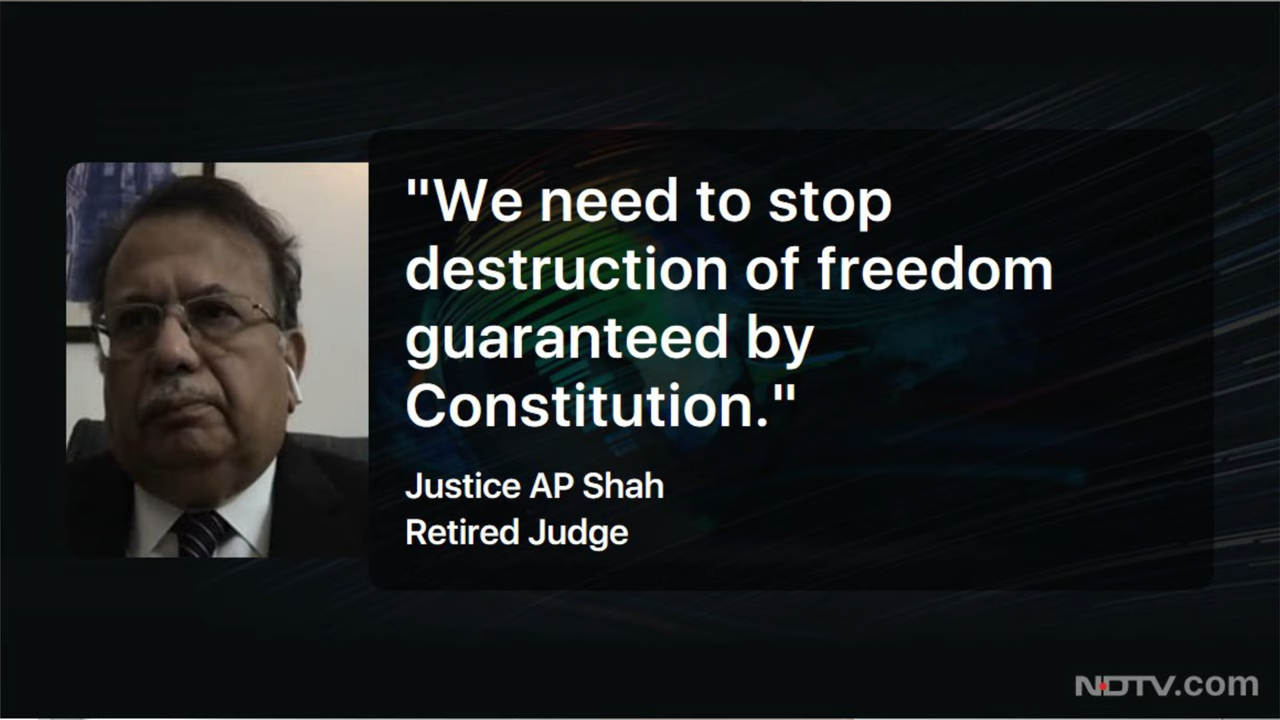 "We need to stop
destruction of freedom
guaranteed by
Constitution."
Justice AP Shah
Retired Judge
NDTV.com